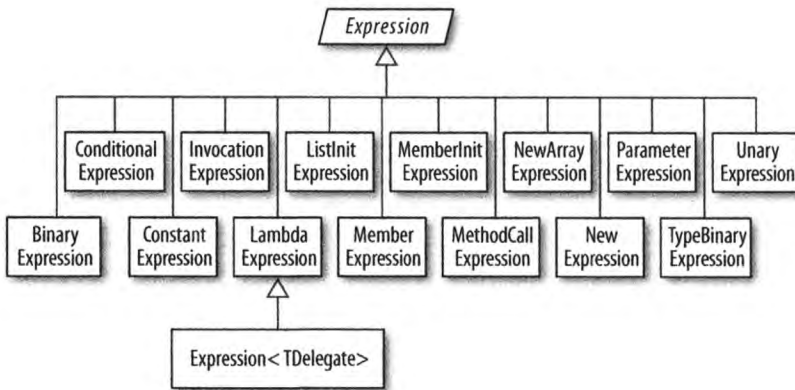 Expression
Conditional
Expression
Invocation
Expression
ListInit
Expression
MemberInit
Expression
NewArray
Expression
Parameter
Expression
Unary
Expression
Binary
Expression
Constant
Expression
Lambda
Expression
Member
Expression
MethodCall
Expression
New
Expression
TypeBinary
Expression
Expression< TDelegate>